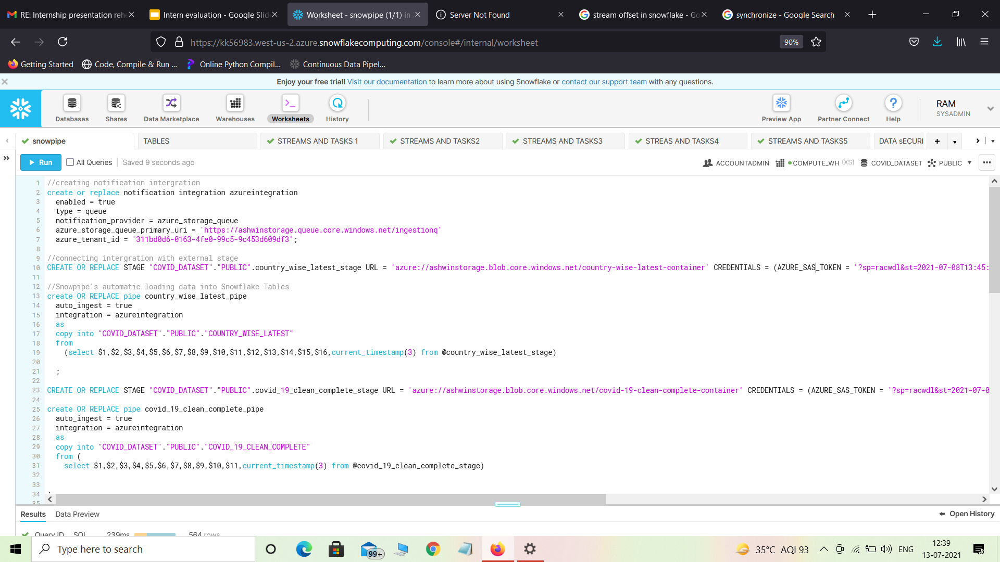 RE: Internship presentation reh
Intern evaluation - Google Slid
Worksheet - snowpipe (1/1) in
Server Not Found
stream offset in snowflake - Go
synchronize - Google Search
https://kk56983.west-us-2.azure.snowflakecomputing.com/console#/internal/worksheet
90%
Getting Started
Code, Compile & Run ...
Online Python Compil...
Continuous Data Pipel...
Enjoy your free trial! Visit our documentation to learn more about using Snowflake or contact our support team with any questions.
Databases
Shares
Data Marketplace
Warehouses
Worksheets
History
Preview App
Partner Connect
Help
RAM
SYSADMIN
snowpipe
TABLES
STREAMS AND TASKS 1
STREAMS AND TASKS2
STREAMS AND TASKS3
STREAS AND TASKS4
STREAMS AND TASKS5
DATA sECURI
Run
All Queries
Saved 9 seconds ago
ACCOUNTADMIN
COMPUTE_WH (XS)
COVID_DATASET
PUBLIC
1 //creating notification intergration
2 create or replace notification integration azureintegration
3 enabled = true
4 type = queue
5 notification_provider = azure_storage_queue
6 azure_storage_queue_primary_uri = 'https://ashwinstorage.queue.core.windows.net/ingestionq'
7 azure_tenant_id = '311bd0d6-0163-4fe0-99c5-9c453d609df3';
8
9 //connecting intergration with external stage
10 CREATE OR REPLACE STAGE "COVID_DATASET"."PUBLIC".country_wise_latest_stage URL = 'azure://ashwinstorage.blob.core.windows.net/country-wise-latest-container' CREDENTIALS = (AZURE_SAS_TOKEN = '?sp=racwdl&st=2021-07-08T13:45:
11
12 //Snowpipe's automatic loading data into Snowflake Tables
13 create OR REPLACE pipe country_wise_latest_pipe
14 auto_ingest = true
15 integration = azureintegration
16 as
17 copy into "COVID_DATASET"."PUBLIC"."COUNTRY_WISE_LATEST"
18 from
19 (select $1,$2,$3,$4,$5,$6,$7,$8,$9,$10,$11,$12,$13,$14,$15,$16,current_timestamp(3) from @country_wise_latest_stage)
20
21 ;
22
23 CREATE OR REPLACE STAGE "COVID_DATASET"."PUBLIC".covid_19_clean_complete_stage URL = 'azure://ashwinstorage.blob.core.windows.net/covid-19-clean-complete-container' CREDENTIALS = (AZURE_SAS_TOKEN = '?sp=racwdl&st=2021-07-0
24
25 create OR REPLACE pipe covid_19_clean_complete_pipe
26 auto_ingest = true
27 integration = azureintegration
28 as
29 copy into "COVID_DATASET"."PUBLIC"."COVID_19_CLEAN_COMPLETE"
30 from (
31 select $1,$2,$3,$4,$5,$6,$7,$8,$9,$10,$11,current_timestamp(3) from @covid_19_clean_complete_stage)
32
33
34
35
Results
Data Preview
Open History
Query ID
SQL
239ms
564 rows
Type here to search
99+
35°C AQI 93
ENG
12:39
13-07-2021